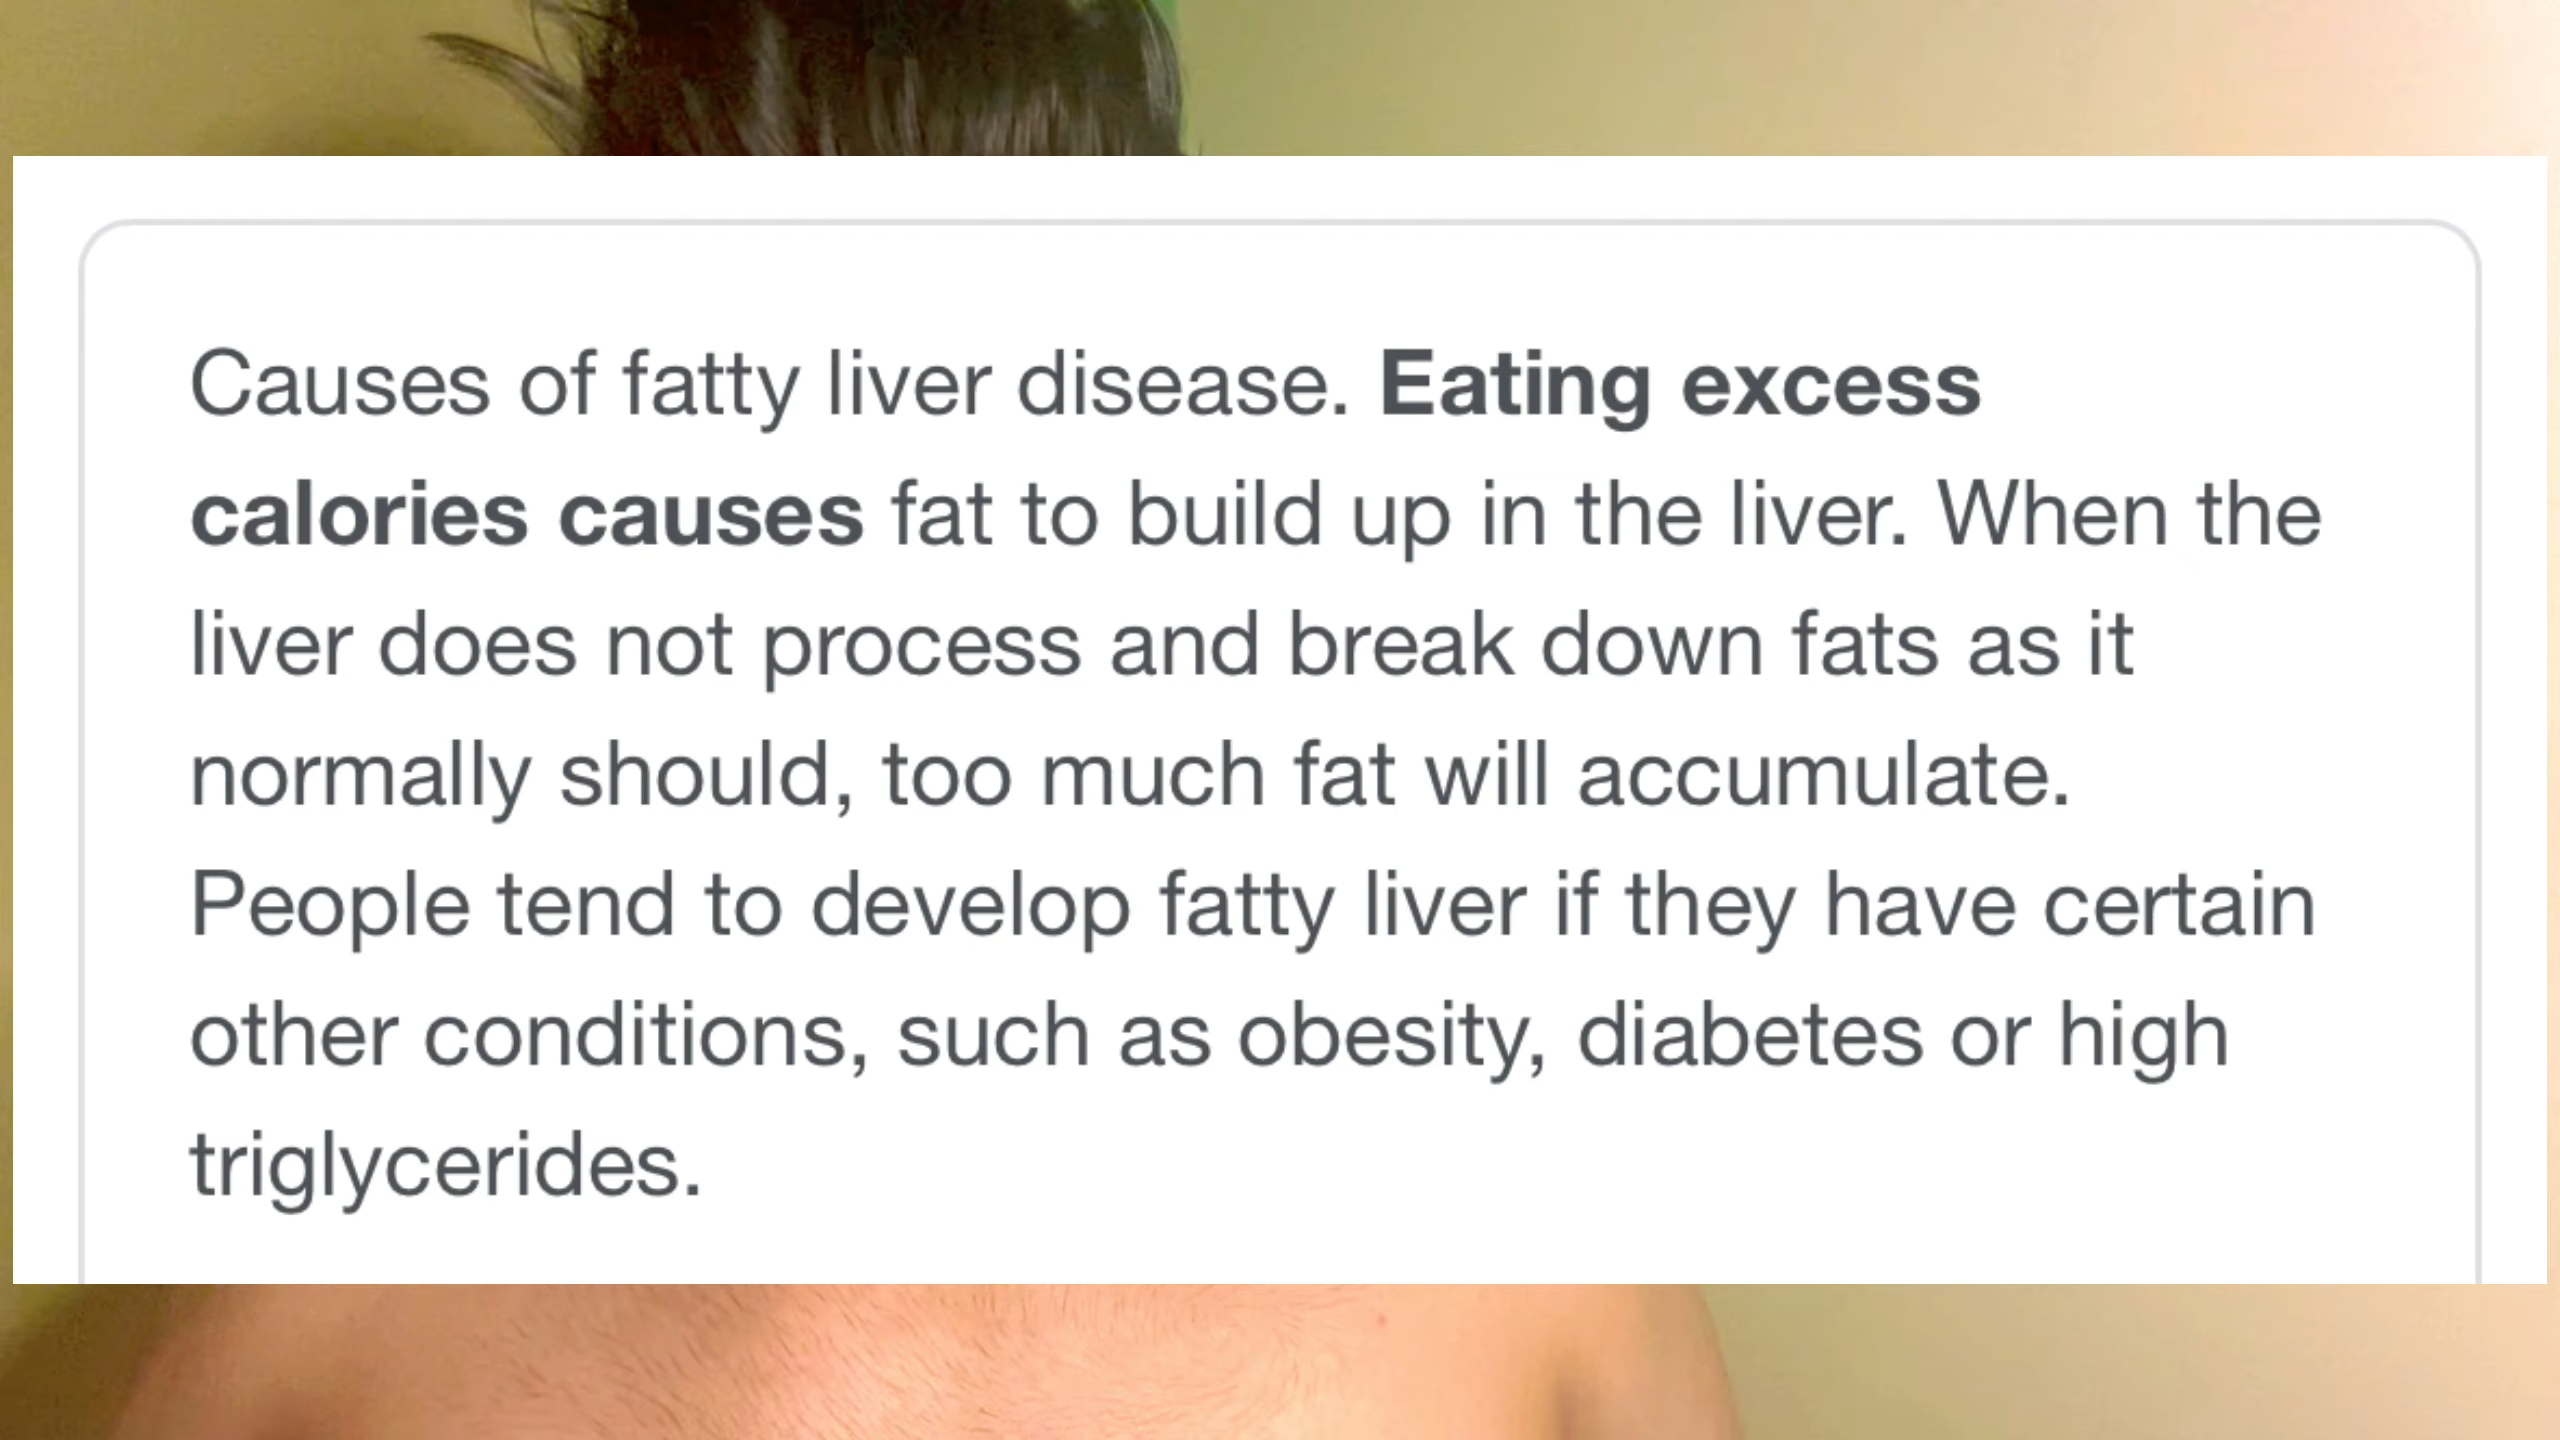 Causes of fatty liver disease. Eating excess
calories causes fat to build up in the liver. When the
liver does not process and break down fats as it
normally should, too much fat will accumulate.
People tend to develop fatty liver if they have certain
other conditions, such as obesity, diabetes or high
triglycerides.